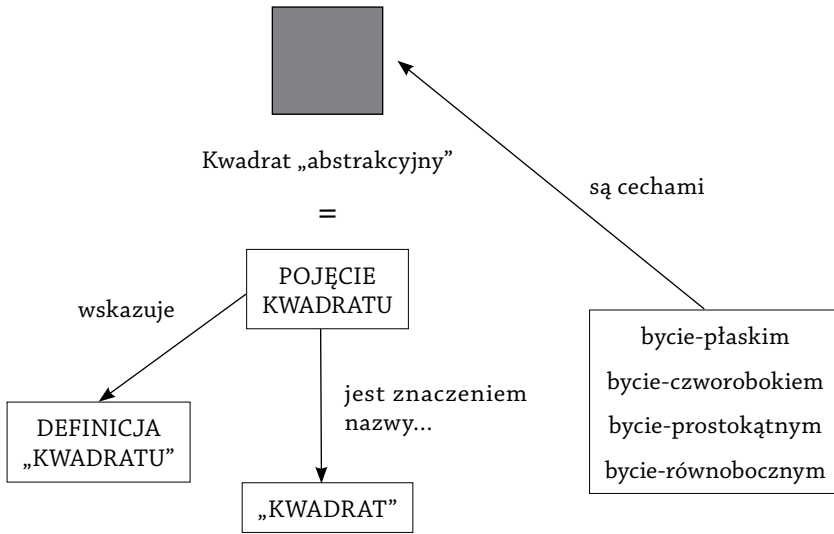 Kwadrat „abstrakcyjny”
są cechami
=
POJĘCIE
KWADRATU
wskazuje
bycie-płaskim
bycie-czworobokiem
bycie-prostokątnym
bycie-równobocznym
jest znaczeniem
nazwy...
DEFINICJA
„KWADRATU”
„KWADRAT”